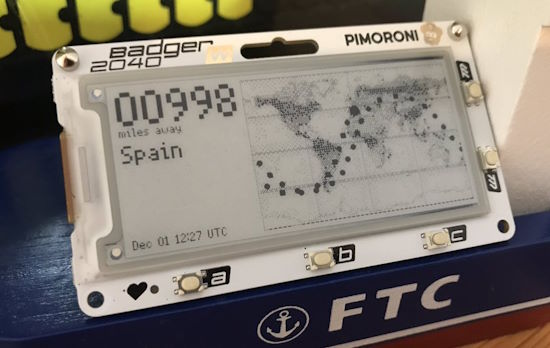 Badger
2040 W
PIMORONI
00998
miles away
Spain
Dec 01 12:27 UTC
a
b
c
FTC